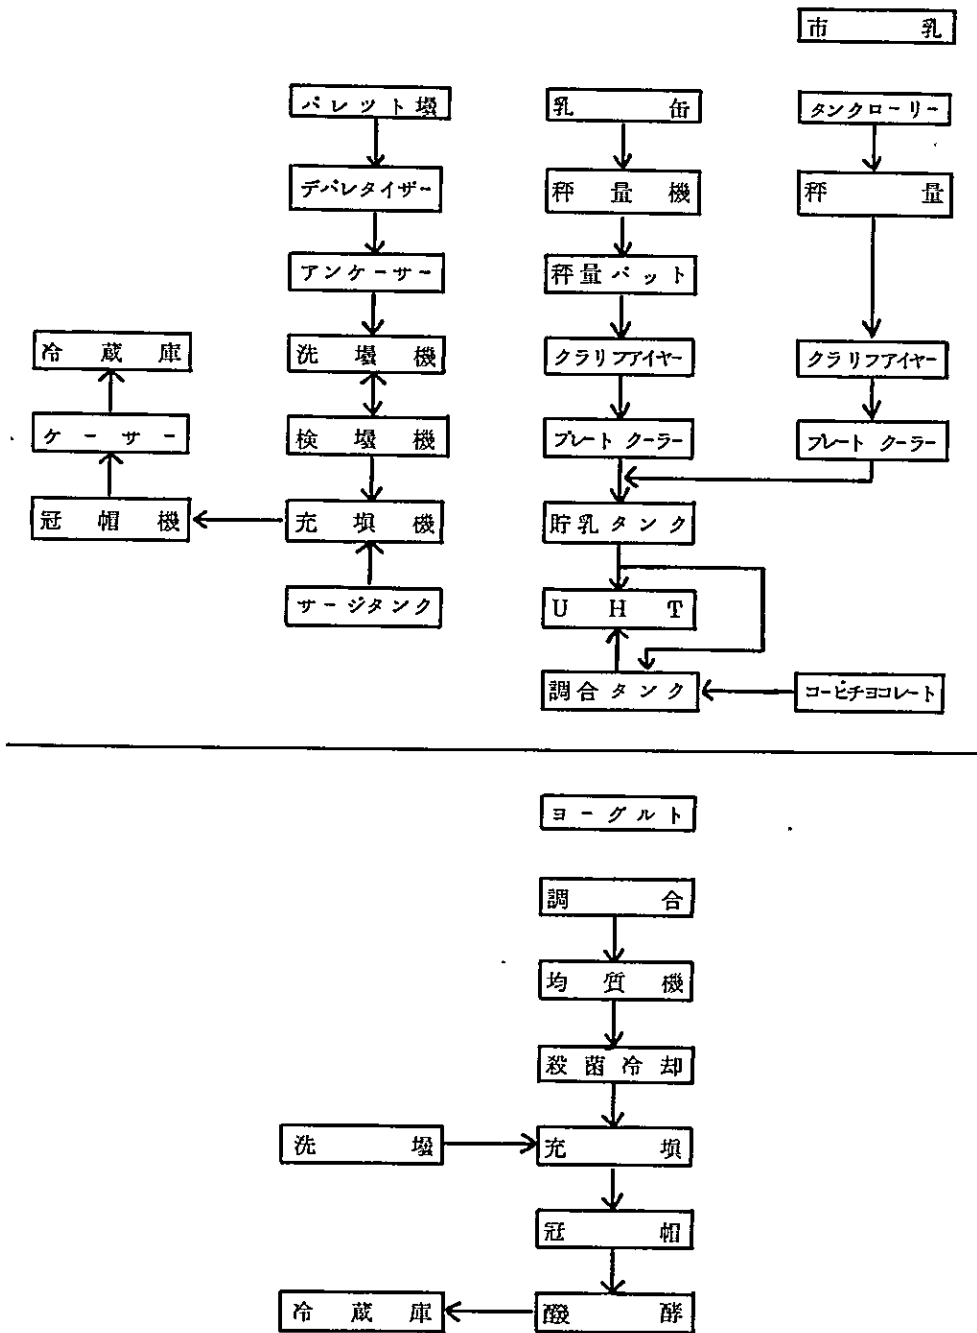 市乳
パレット壜
乳缶
タンクローリー
デパレタイザー
秤量機
秤量
アンケーサー
秤量バット
冷蔵庫
洗壜機
クラリフアイヤー
クラリフアイヤー
ケーサー
検壜機
プレートクーラー
プレートクーラー
冠帽機
充塡機
貯乳タンク
サージタンク
UHT
調合タンク
コーヒチヨコレート
ヨーグルト
調合
均質機
殺菌冷却
洗壜
充塡
冠帽
冷蔵庫
醗酵